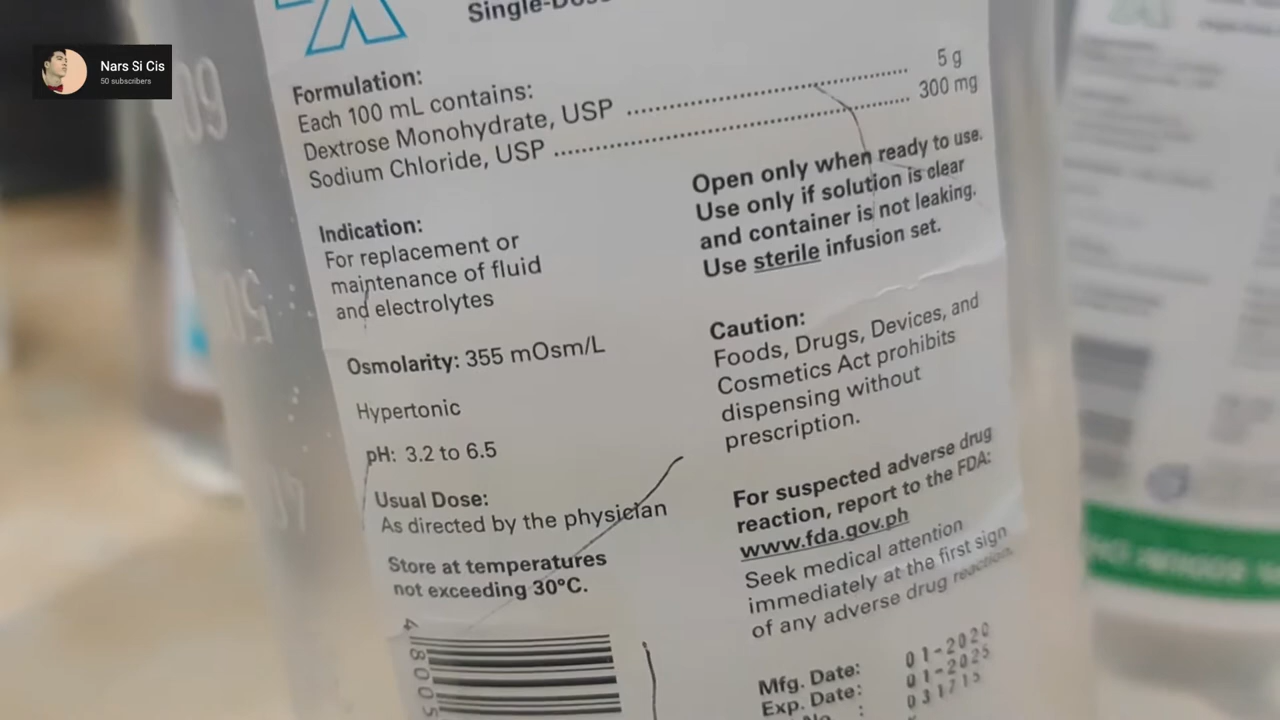 Nars Si Cis
50 subscribers
Single-Dos
Formulation:
Each 100 mL contains:
Dextrose Monohydrate, USP ........................ 5 g
Sodium Chloride, USP ........................ 300 mg
Indication:
For replacement or
maintenance of fluid
and electrolytes
Osmolarity: 355 mOsm/L
Hypertonic
pH: 3.2 to 6.5
Usual Dose:
As directed by the physician
Store at temperatures
not exceeding 30°C.
Open only when ready to use.
Use only if solution is clear
and container is not leaking.
Use sterile infusion set.
Caution:
Foods, Drugs, Devices, and
Cosmetics Act prohibits
dispensing without
prescription.
For suspected adverse drug
reaction, report to the FDA:
www.fda.gov.ph
Seek medical attention
immediately at the first sign
of any adverse drug reaction.
Mfg. Date: 01-2020
Exp. Date: 01-2025
: 031715
4 8005
60